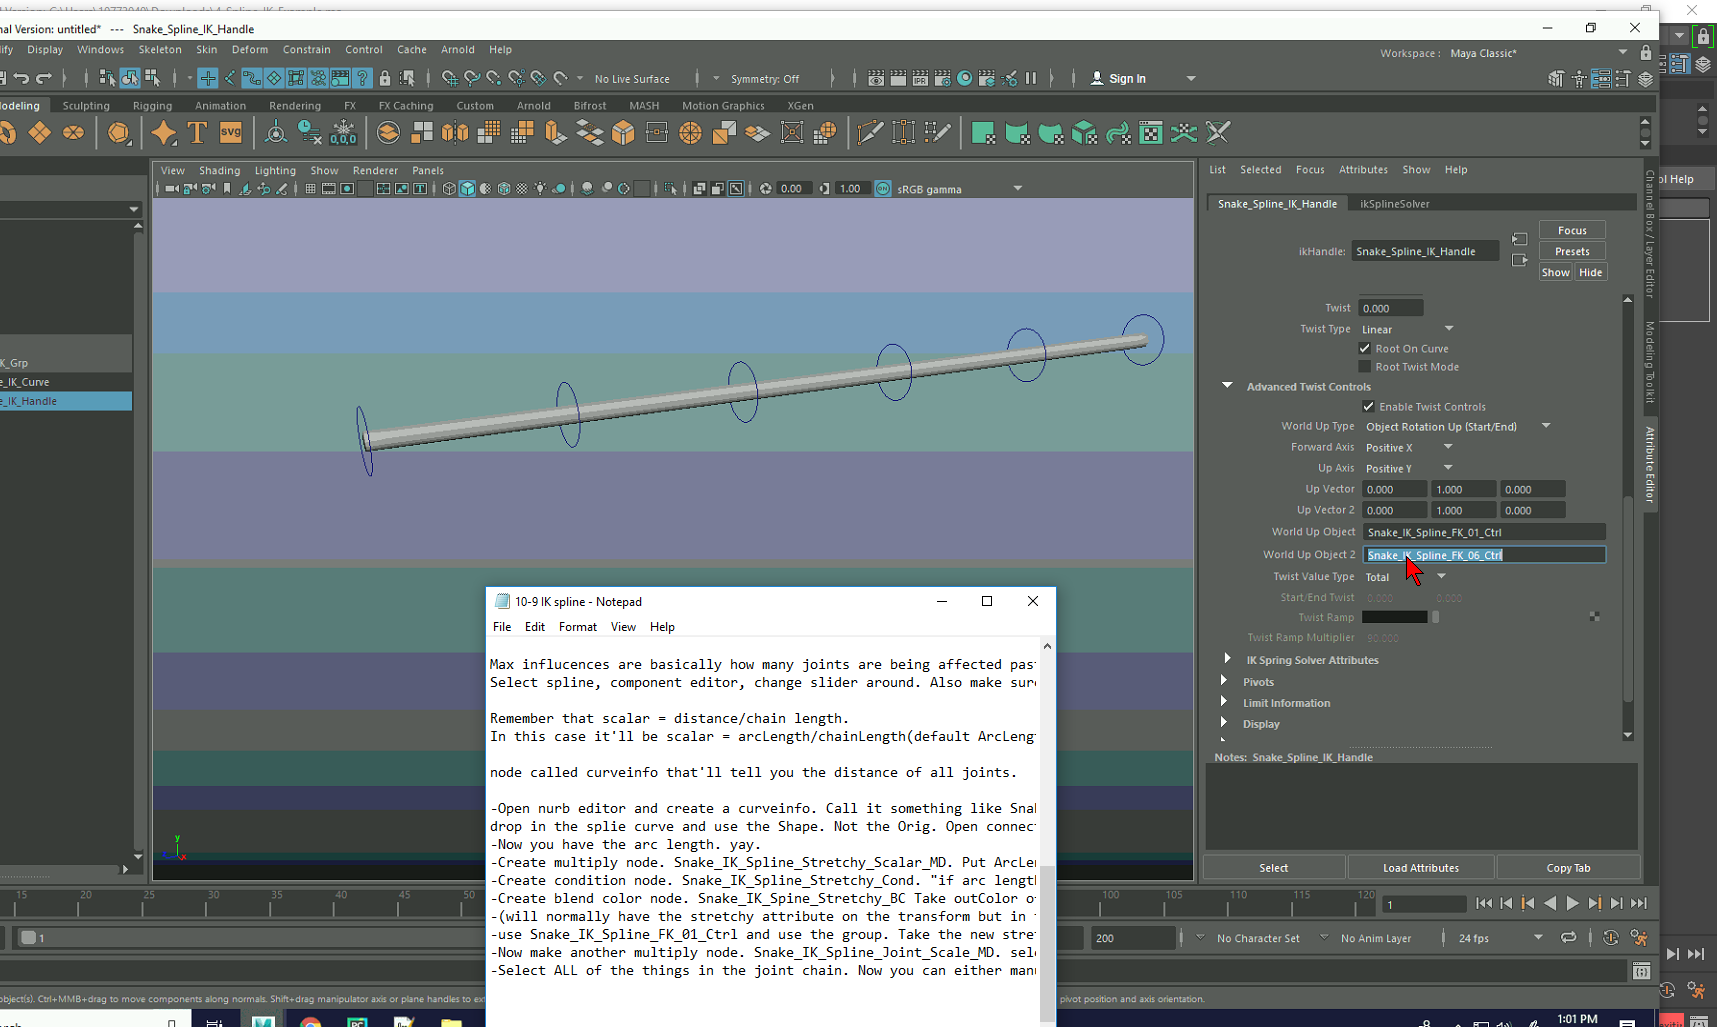 nal Version: untitled*  ---  Snake_Spline_IK_Handle
ify Display Windows Skeleton Skin Deform Constrain Control Cache Arnold Help
Workspace : Maya Classic*
No Live Surface Symmetry: Off Sign In
odeling Sculpting Rigging Animation Rendering FX FX Caching Custom Arnold Bifrost MASH Motion Graphics XGen
SVG 0,0,0
View Shading Lighting Show Renderer Panels
0.00 1.00 ON sRGB gamma
K_Grp
e_IK_Curve
e_IK_Handle
y
x
List Selected Focus Attributes Show Help
ol Help
Snake_Spline_IK_Handle ikSplineSolver
ikHandle: Snake_Spline_IK_Handle
Focus
Presets
Show Hide
Twist 0.000
Twist Type Linear
Root On Curve
Root Twist Mode
Advanced Twist Controls
Enable Twist Controls
World Up Type Object Rotation Up (Start/End)
Forward Axis Positive X
Up Axis Positive Y
Up Vector 0.000 1.000 0.000
Up Vector 2 0.000 1.000 0.000
World Up Object Snake_IK_Spline_FK_01_Ctrl
World Up Object 2 Snake_IK_Spline_FK_06_Ctrl
Twist Value Type Total
Start/End Twist 0.000 0.000
Twist Ramp
Twist Ramp Multiplier 90.000
IK Spring Solver Attributes
Pivots
Limit Information
Display
Notes: Snake_Spline_IK_Handle
Select Load Attributes Copy Tab
Channel Box / Layer Editor
Modeling Toolkit
Attribute Editor
10-9 IK spline - Notepad
File Edit Format View Help
Max influcences are basically how many joints are being affected pas
Select spline, component editor, change slider around. Also make sur
Remember that scalar = distance/chain length.
In this case it'll be scalar = arcLength/chainLength(default ArcLeng
node called curveinfo that'll tell you the distance of all joints.
-Open nurb editor and create a curveinfo. Call it something like Sna
drop in the splie curve and use the Shape. Not the Orig. Open connec
-Now you have the arc length. yay.
-Create multiply node. Snake_IK_Spline_Stretchy_Scalar_MD. Put ArcLe
-Create condition node. Snake_IK_Spline_Stretchy_Cond. "if arc lengt
-Create blend color node. Snake_IK_Spine_Stretchy_BC Take outColor o
-(will normally have the stretchy attribute on the transform but in
-use Snake_IK_Spline_FK_01_Ctrl and use the group. Take the new stre
-Now make another multiply node. Snake_IK_Spline_Joint_Scale_MD. sel
-Select ALL of the things in the joint chain. Now you can either man
15 20 25 30 35 40 45 50 100 105 110 115 120 1
1 200 No Character Set No Anim Layer 24 fps
object(s). Ctrl+MMB+drag to move components along normals. Shift+drag manipulator axis or plane handles to ex
pivot position and axis orientation.
1:01 PM